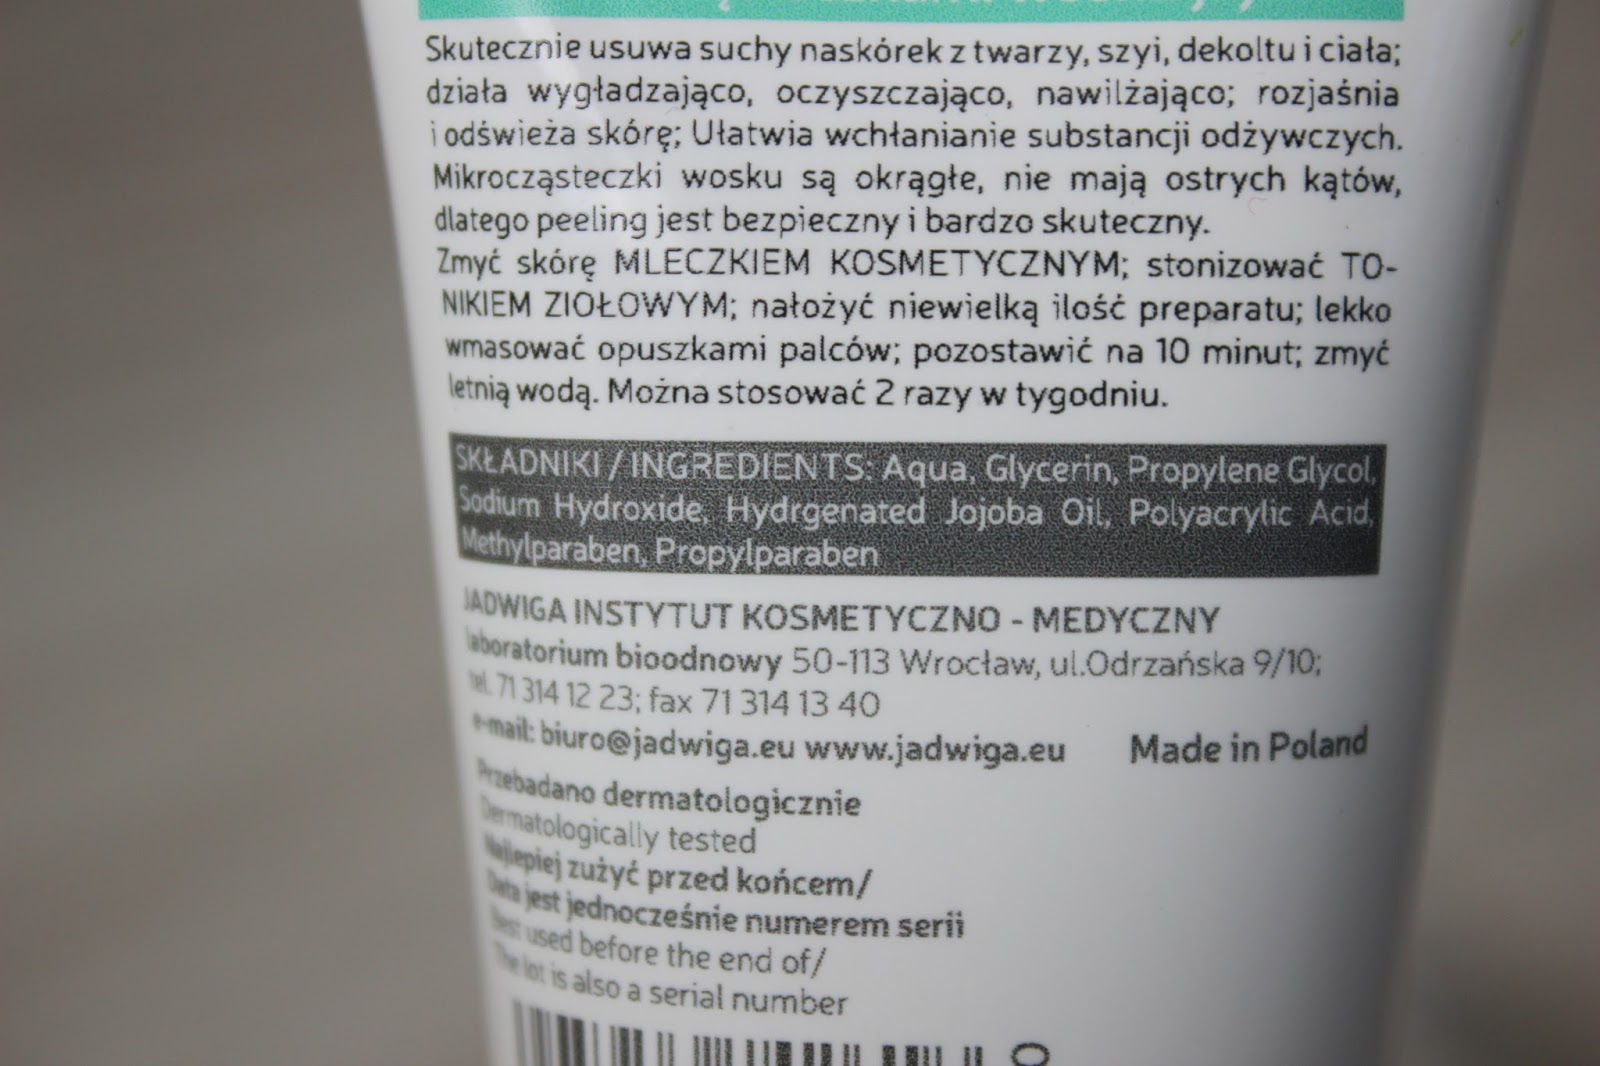 Skutecznie usuwa suchy naskórek z twarzy, szyi, dekoltu i ciała;
działa wygładzająco, oczyszczająco, nawilżająco; rozjaśnia
i odświeża skórę; Ułatwia wchłanianie substancji odżywczych.
Mikrocząsteczki wosku są okrągłe, nie mają ostrych kątów,
dlatego peeling jest bezpieczny i bardzo skuteczny.
Zmyć skórę MLECZKIEM KOSMETYCZNYM; stonizować TO-
NIKIEM ZIOŁOWYM; nałożyć niewielką ilość preparatu; lekko
wmasować opuszkami palców; pozostawić na 10 minut; zmyć
letnią wodą. Można stosować 2 razy w tygodniu.
SKŁADNIKI / INGREDIENTS: Aqua, Glycerin, Propylene Glycol,
Sodium Hydroxide, Hydrgenated Jojoba Oil, Polyacrylic Acid,
Methylparaben, Propylparaben
JADWIGA INSTYTUT KOSMETYCZNO - MEDYCZNY
laboratorium bioodnowy 50-113 Wrocław, ul.Odrzańska 9/10;
tel. 71 314 12 23; fax 71 314 13 40
e-mail: biuro@jadwiga.eu www.jadwiga.eu Made in Poland
Przebadano dermatologicznie
Dermatologically tested
Najlepiej zużyć przed końcem/
Data jest jednocześnie numerem serii
Best used before the end of/
The lot is also a serial number